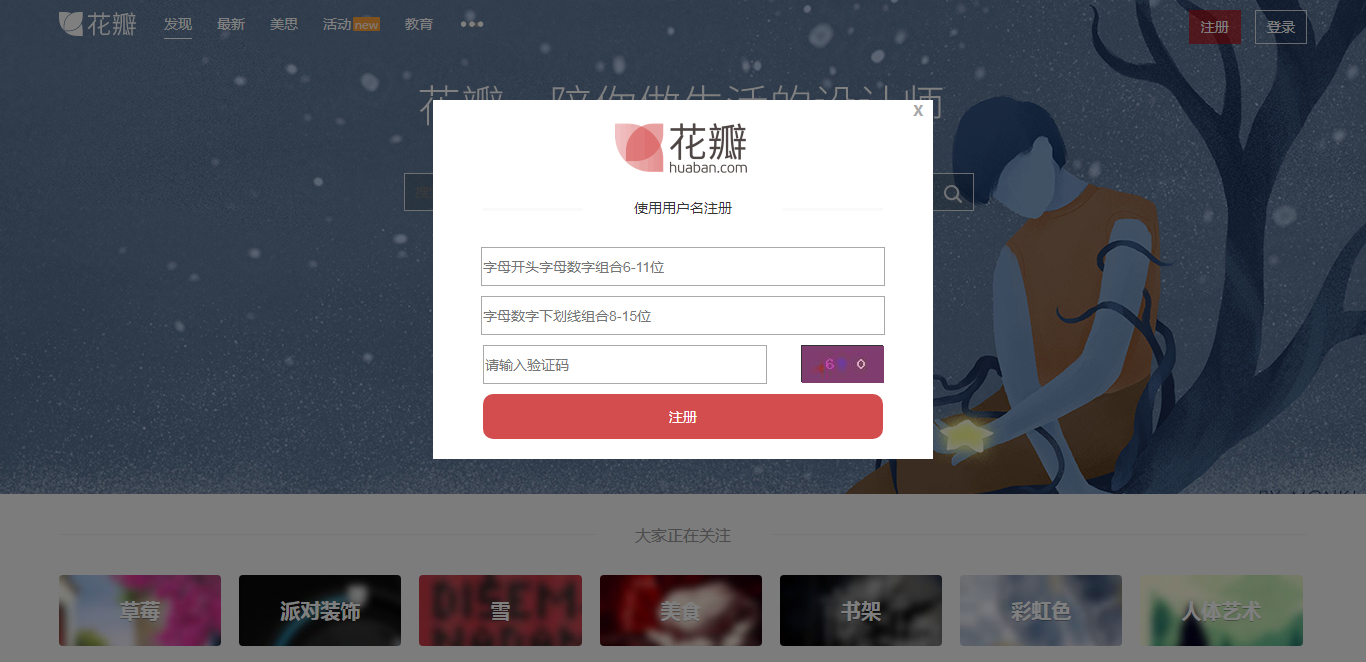 花瓣
发现
最新
美思
活动new
教育
•••
注册
登录
花瓣，陪你做生活的设计师
X
花瓣
huaban.com
使用用户名注册
字母开头字母数字组合6-11位
字母数字下划线组合8-15位
请输入验证码
注册
大家正在关注
草莓
派对装饰
雪
美食
书架
彩虹色
人体艺术